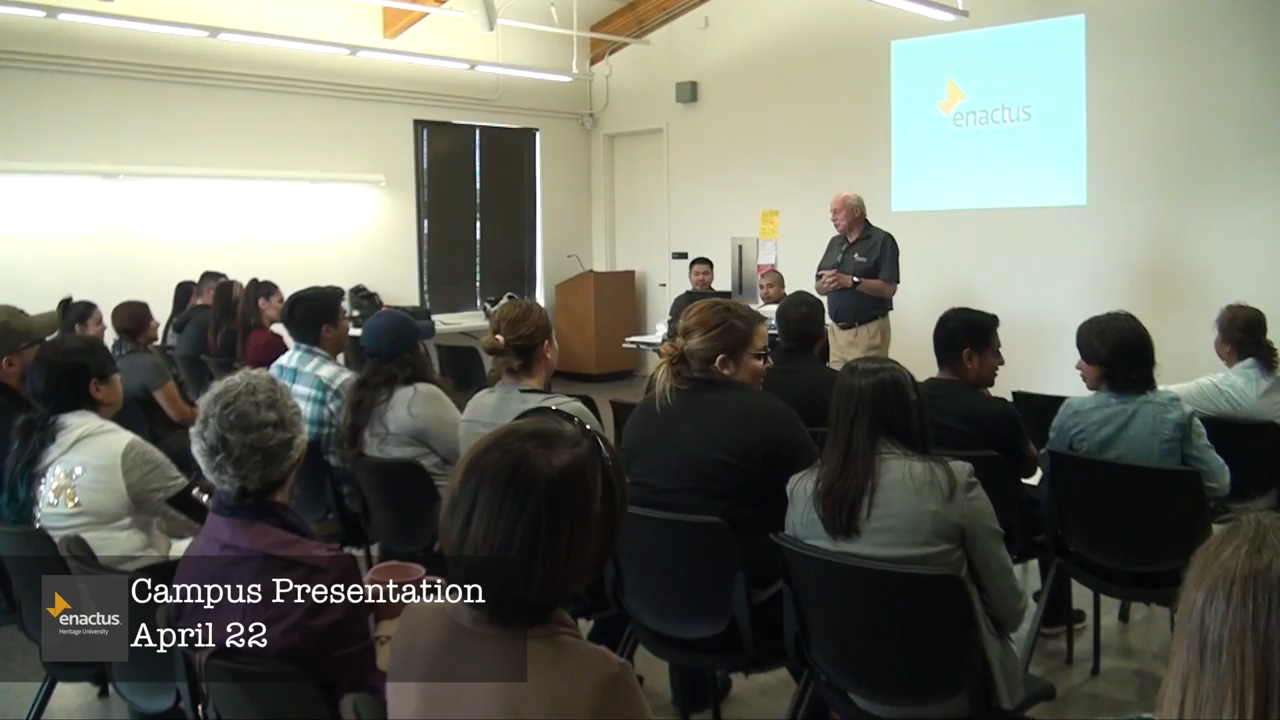 enactus
Campus Presentation
April 22
enactus.
Heritage University